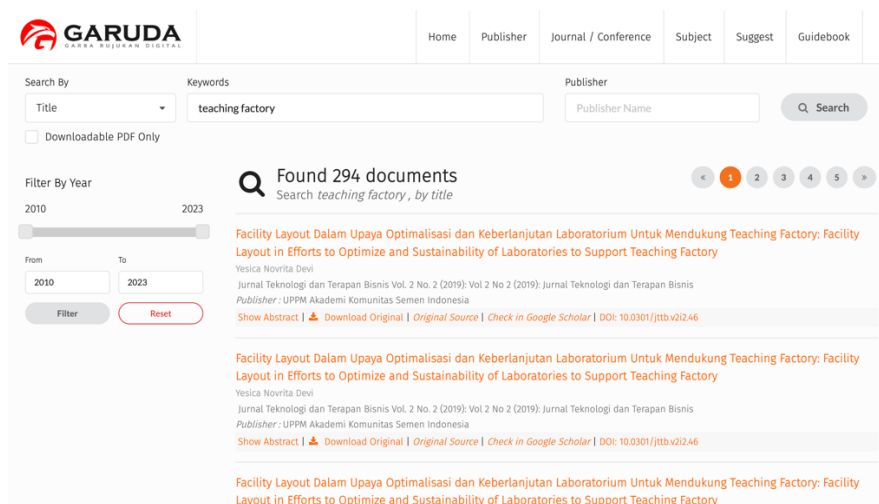 GARUDA
GARBA RUJUKAN DIGITAL
Home
Publisher
Journal / Conference
Subject
Suggest
Guidebook
Search By
Keywords
Publisher
Title
teaching factory
Publisher Name
Search
Downloadable PDF Only
Filter By Year
2010
2023
From
To
2010
2023
Filter
Reset
Found 294 documents
Search teaching factory , by title
«
1
2
3
4
5
»
Facility Layout Dalam Upaya Optimalisasi dan Keberlanjutan Laboratorium Untuk Mendukung Teaching Factory: Facility
Layout in Efforts to Optimize and Sustainability of Laboratories to Support Teaching Factory
Yesica Novrita Devi
Jurnal Teknologi dan Terapan Bisnis Vol. 2 No. 2 (2019): Vol 2 No 2 (2019): Jurnal Teknologi dan Terapan Bisnis
Publisher : UPPM Akademi Komunitas Semen Indonesia
Show Abstract | Download Original | Original Source | Check in Google Scholar | DOI: 10.0301/jttb.v2i2.46
Facility Layout Dalam Upaya Optimalisasi dan Keberlanjutan Laboratorium Untuk Mendukung Teaching Factory: Facility
Layout in Efforts to Optimize and Sustainability of Laboratories to Support Teaching Factory
Yesica Novrita Devi
Jurnal Teknologi dan Terapan Bisnis Vol. 2 No. 2 (2019): Vol 2 No 2 (2019): Jurnal Teknologi dan Terapan Bisnis
Publisher : UPPM Akademi Komunitas Semen Indonesia
Show Abstract | Download Original | Original Source | Check in Google Scholar | DOI: 10.0301/jttb.v2i2.46
Facility Layout Dalam Upaya Optimalisasi dan Keberlanjutan Laboratorium Untuk Mendukung Teaching Factory: Facility
Layout in Efforts to Optimize and Sustainability of Laboratories to Support Teaching Factory